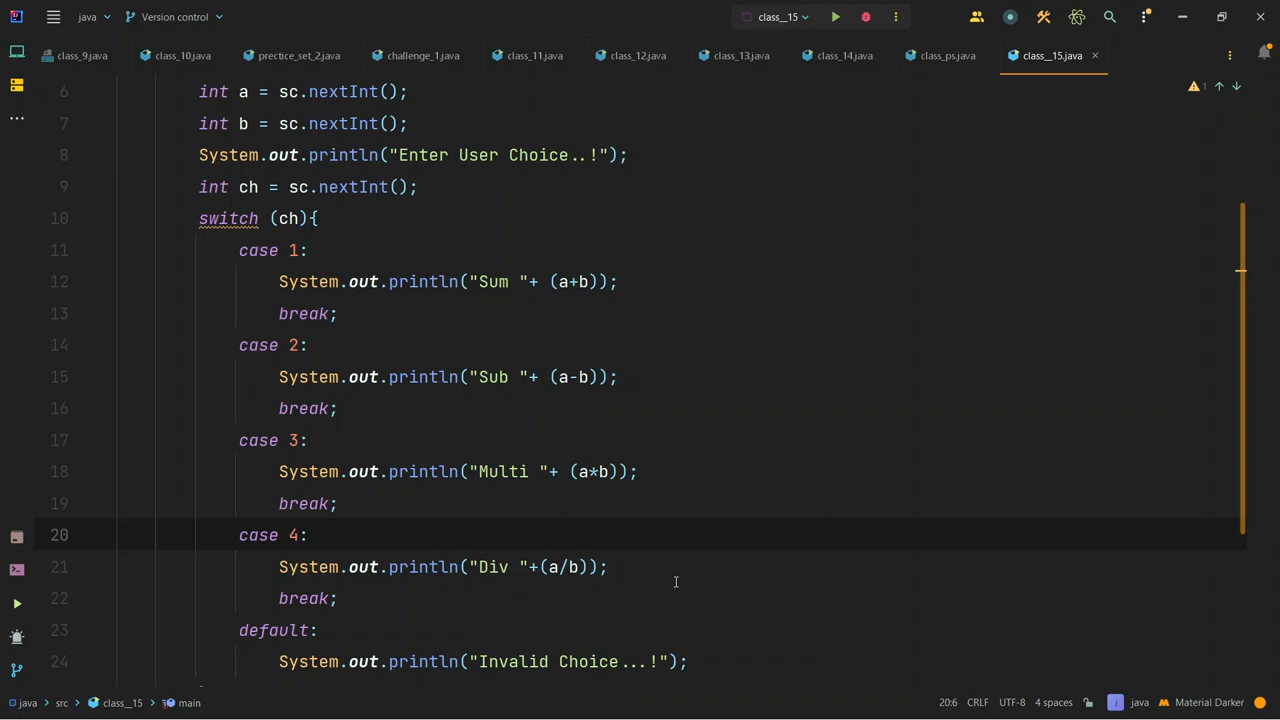 java Version control class__15
class_9.java class_10.java prectice_set_2.java challenge_1.java class_11.java class_12.java class_13.java class_14.java class_ps.java class__15.java
6 int a = sc.nextInt(); 1
7 int b = sc.nextInt();
8 System.out.println("Enter User Choice..!");
9 int ch = sc.nextInt();
10 switch (ch){
11 case 1:
12 System.out.println("Sum "+ (a+b));
13 break;
14 case 2:
15 System.out.println("Sub "+ (a-b));
16 break;
17 case 3:
18 System.out.println("Multi "+ (a*b));
19 break;
20 case 4:
21 System.out.println("Div "+(a/b));
22 break;
23 default:
24 System.out.println("Invalid Choice...!");
java src class__15 main 20:6 CRLF UTF-8 4 spaces java Material Darker